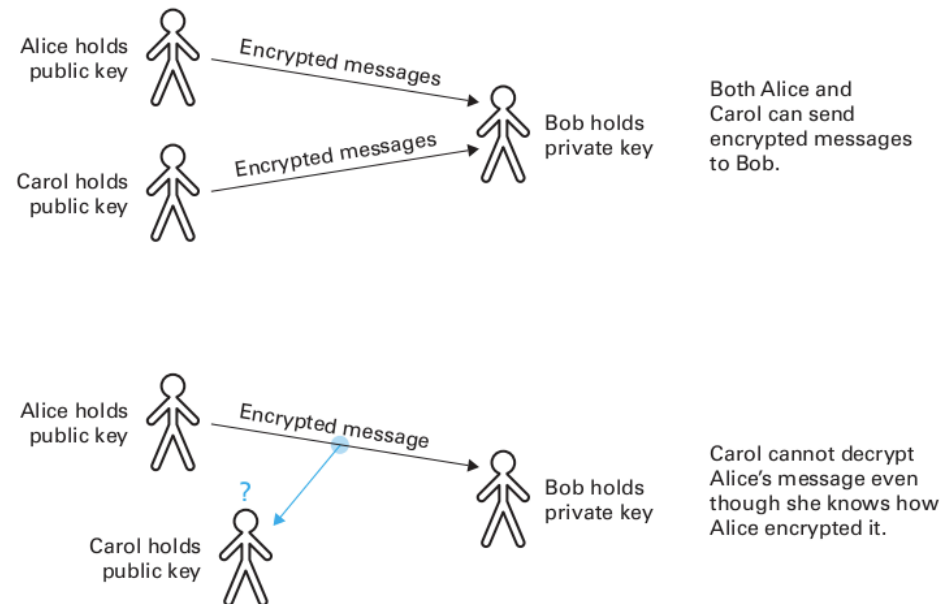 Alice holds
public key
Encrypted messages
Bob holds
private key
Both Alice and
Carol can send
encrypted messages
to Bob.
Carol holds
public key
Encrypted messages
Alice holds
public key
Encrypted message
Bob holds
private key
Carol cannot decrypt
Alice’s message even
though she knows how
Alice encrypted it.
?
Carol holds
public key